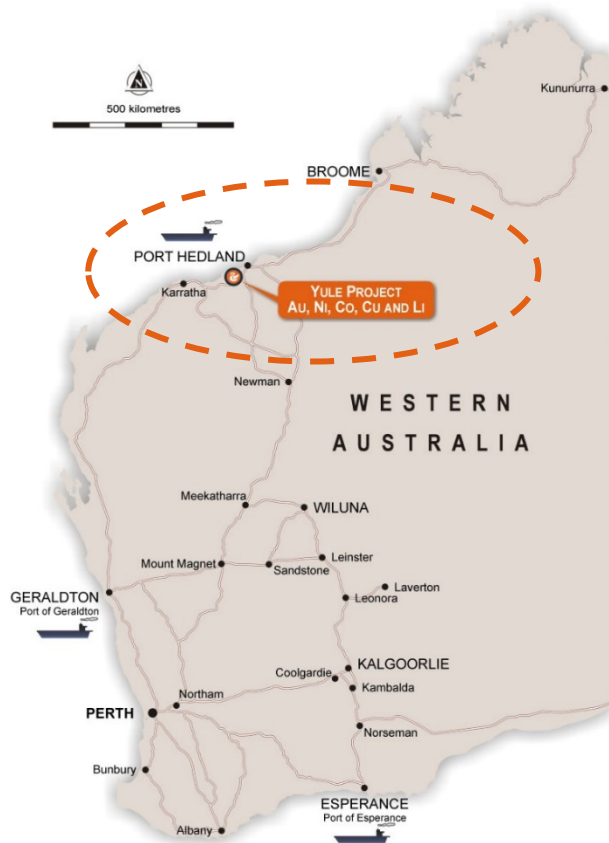 N
500 kilometres
Kununurra
BROOME
PORT HEDLAND
Karratha
YULE PROJECT
AU, NI, CO, CU AND LI
Newman
WESTERN
AUSTRALIA
Meekatharra
WILUNA
Mount Magnet
Sandstone
Leinster
Laverton
Leonora
GERALDTON
Port of Geraldton
KALGOORLIE
Coolgardie
Kambalda
Northam
PERTH
Norseman
Bunbury
ESPERANCE
Port of Esperance
Albany